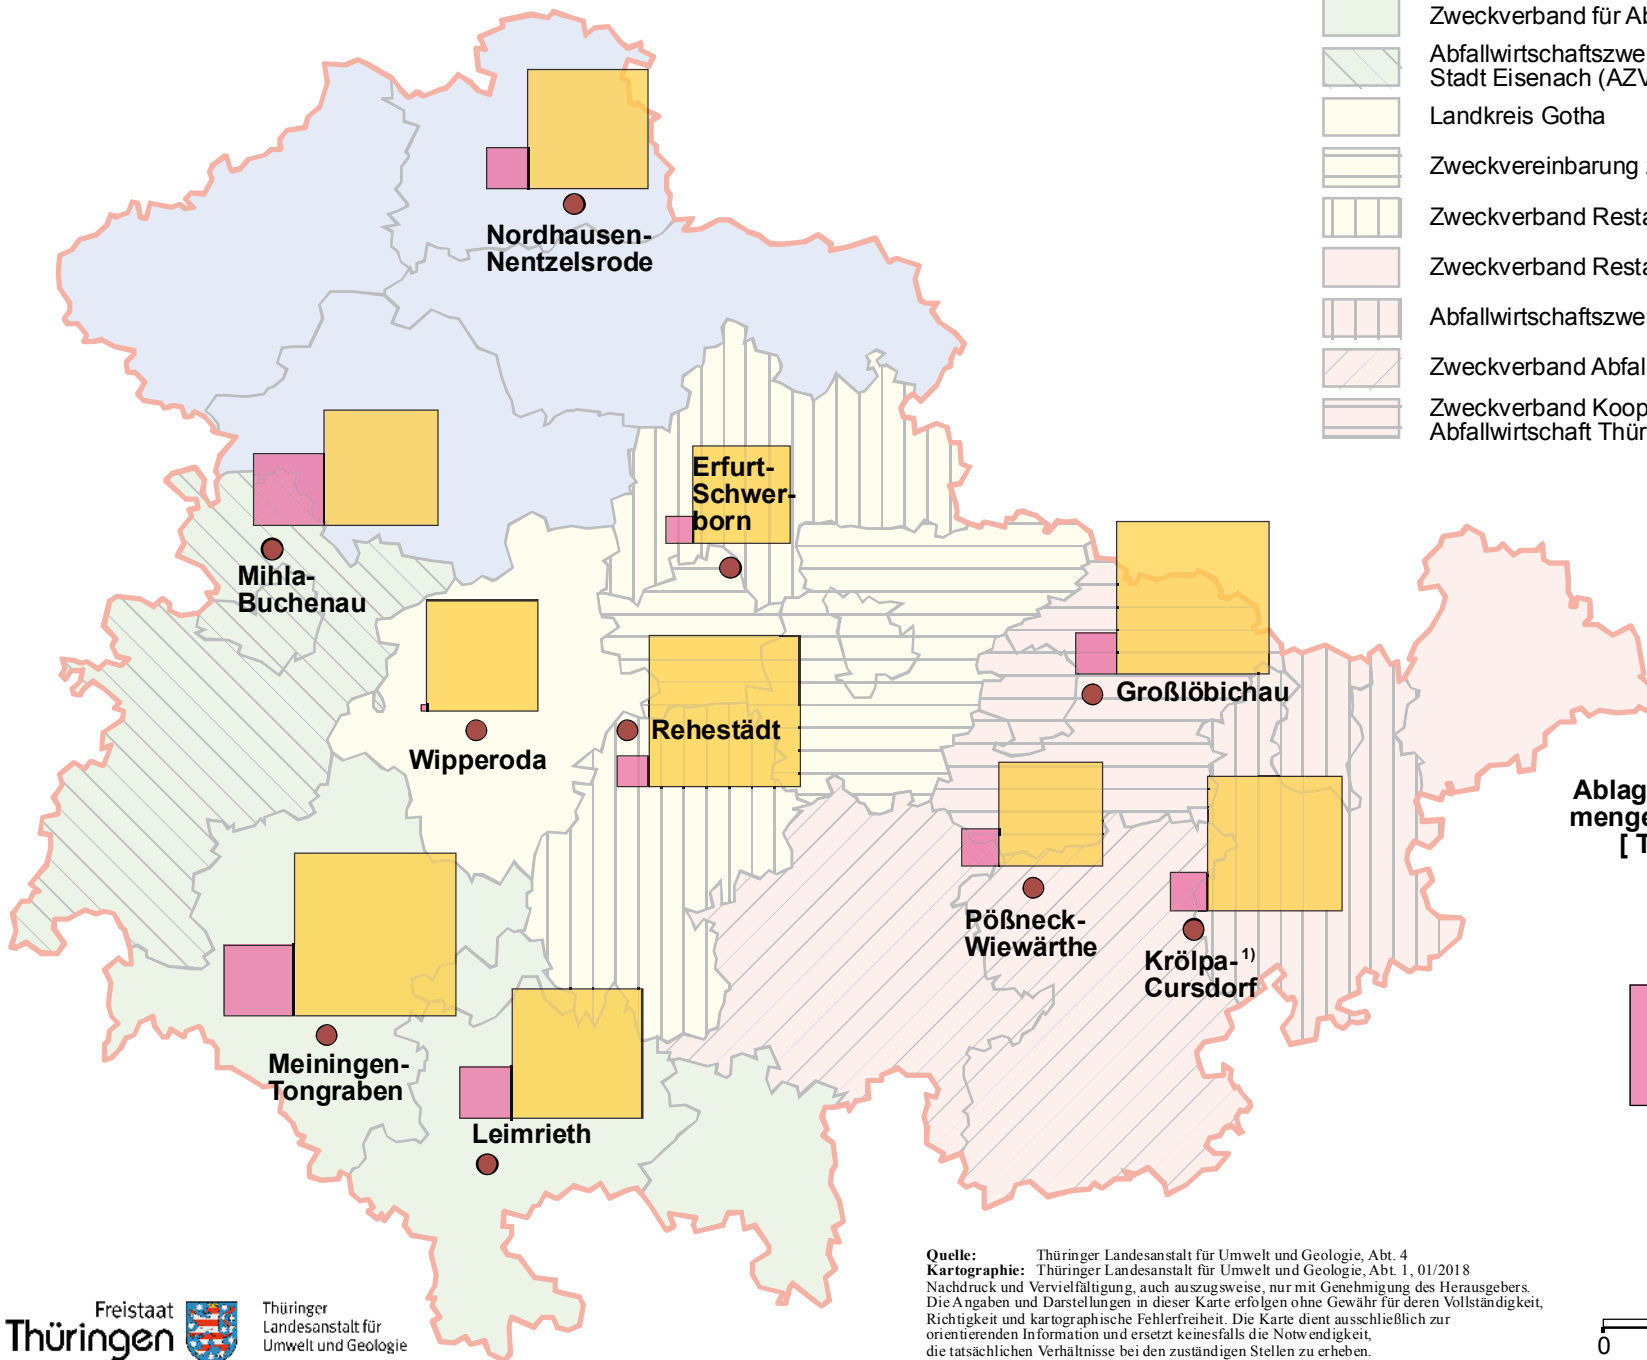 Zweckverband für Ab
Abfallwirtschaftszwe
Stadt Eisenach (AZV
Landkreis Gotha
Zweckvereinbarung
Zweckverband Resta
Zweckverband Resta
Abfallwirtschaftszwe
Zweckverband Abfal
Zweckverband Koop
Abfallwirtschaft Thür
Nordhausen-
Nentzelsrode
Erfurt-
Schwer-
born
Mihla-
Buchenau
Großlöbichau
Rehestädt
Wipperoda
Ablag
menge
[ T
Pößneck-
Wiewärthe
Krölpa- 1)
Cursdorf
Meiningen-
Tongraben
Leimrieth
Quelle: Thüringer Landesanstalt für Umwelt und Geologie, Abt. 4
Kartographie: Thüringer Landesanstalt für Umwelt und Geologie, Abt. 1, 01/2018
Nachdruck und Vervielfältigung, auch auszugsweise, nur mit Genehmigung des Herausgebers.
Die Angaben und Darstellungen in dieser Karte erfolgen ohne Gewähr für deren Vollständigkeit,
Richtigkeit und kartographische Fehlerfreiheit. Die Karte dient ausschließlich zur
orientierenden Information und ersetzt keinesfalls die Notwendigkeit,
die tatsächlichen Verhältnisse bei den zuständigen Stellen zu erheben.
Freistaat
Thüringen
Thüringer
Landesanstalt für
Umwelt und Geologie
0